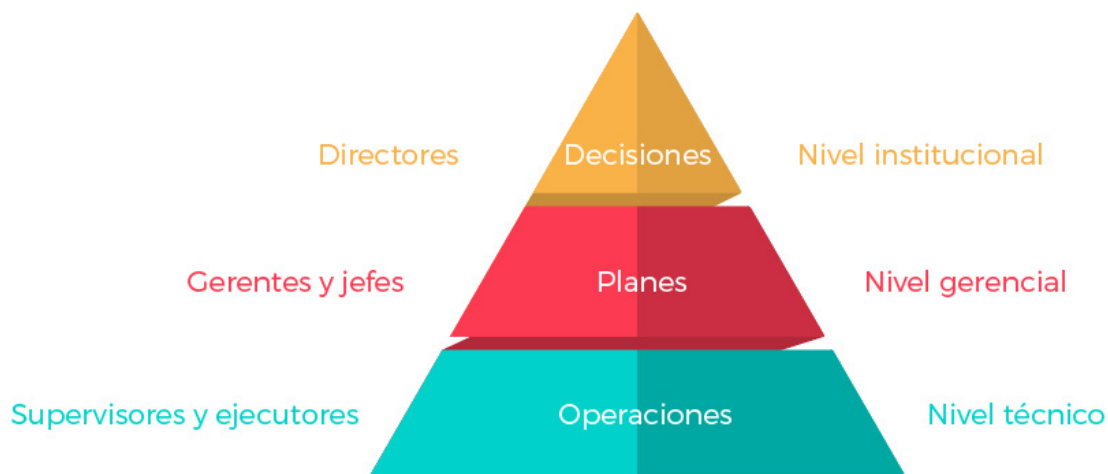 Directores Decisiones Nivel institucional
Gerentes y jefes Planes Nivel gerencial
Supervisores y ejecutores Operaciones Nivel técnico